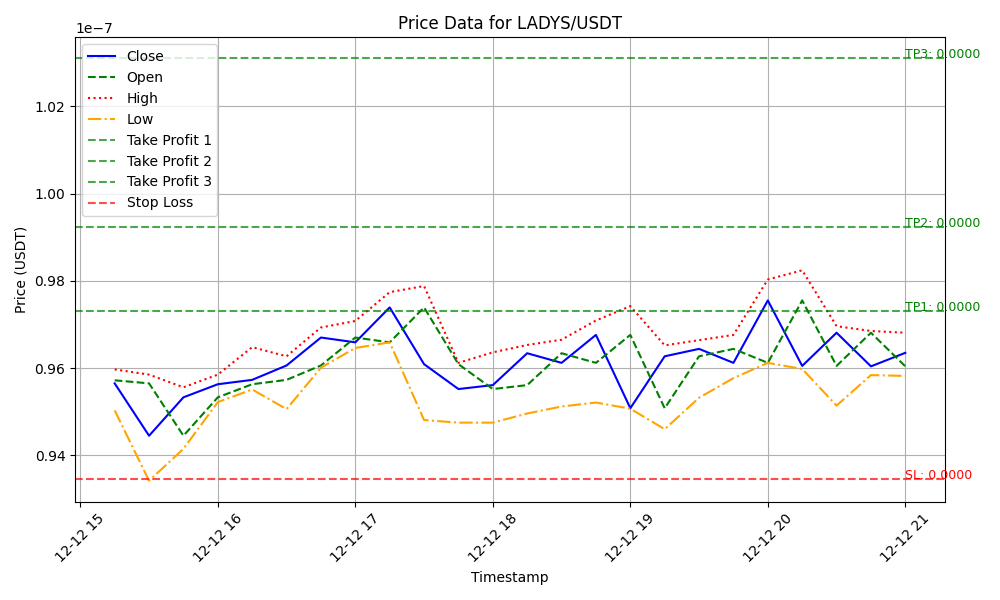 Price Data for LADYS/USDT
1e−7
Close
Open
High
Low
Take Profit 1
Take Profit 2
Take Profit 3
Stop Loss
TP3: 0.0000
TP2: 0.0000
TP1: 0.0000
SL: 0.0000
1.02
1.00
0.98
0.96
0.94
Price (USDT)
12-12 15
12-12 16
12-12 17
12-12 18
12-12 19
12-12 20
12-12 21
Timestamp